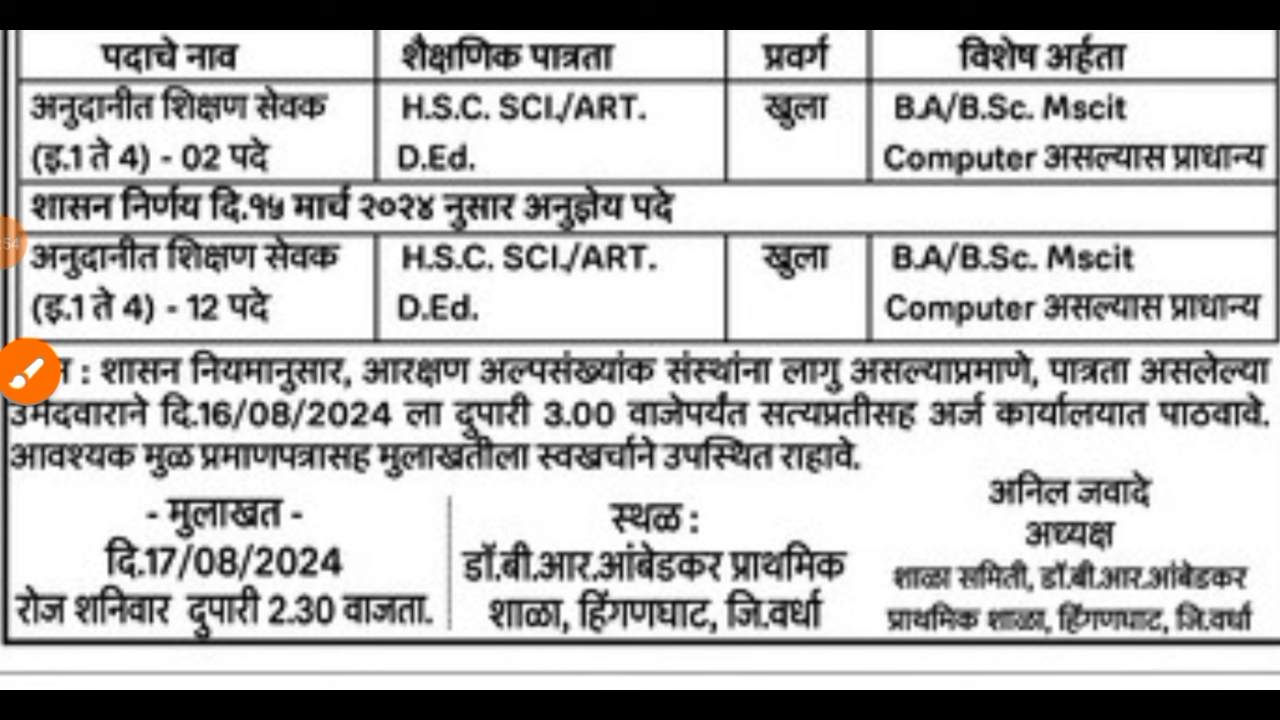 पदाचे नाव शैक्षणिक पात्रता प्रवर्ग विशेष अर्हता
अनुदानीत शिक्षण सेवक H.S.C. SCI./ART. खुला B.A/B.Sc. Mscit
(इ.1 ते 4) - 02 पदे D.Ed. Computer असल्यास प्राधान्य
शासन निर्णय दि.१५ मार्च २०२४ नुसार अनुज्ञेय पदे
अनुदानीत शिक्षण सेवक H.S.C. SCI./ART. खुला B.A/B.Sc. Mscit
(इ.1 ते 4) - 12 पदे D.Ed. Computer असल्यास प्राधान्य
: शासन नियमानुसार, आरक्षण अल्पसंख्यांक संस्थांना लागु असल्याप्रमाणे, पात्रता असलेल्या
उमेदवाराने दि.16/08/2024 ला दुपारी 3.00 वाजेपर्यंत सत्यप्रतीसह अर्ज कार्यालयात पाठवावे.
आवश्यक मुळ प्रमाणपत्रासह मुलाखतीला स्वखर्चाने उपस्थित राहावे.
- मुलाखत -
दि.17/08/2024
रोज शनिवार दुपारी 2.30 वाजता.
स्थळ :
डॉ.बी.आर.आंबेडकर प्राथमिक
शाळा, हिंगणघाट, जि.वर्धा
अनिल जवादे
अध्यक्ष
शाळा समिती, डॉ.बी.आर.आंबेडकर
प्राथमिक शाळा, हिंगणघाट, जि.वर्धा